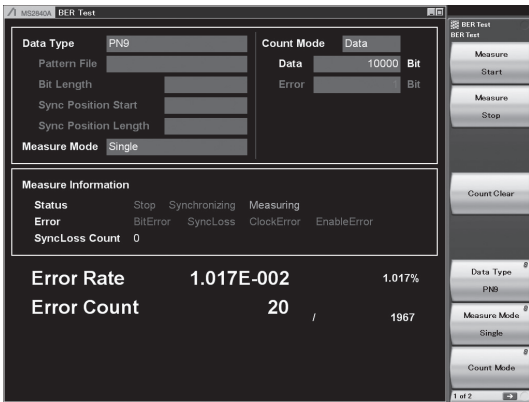 MS2840A BER Test
Data Type PN9 Count Mode Data
Pattern File Data 10000 Bit
Bit Length Error Bit
Sync Position Start
Sync Position Length
Measure Mode Single
Measure Information
Status Stop Synchronizing Measuring
Error BitError SyncLoss ClockError EnableError
SyncLoss Count 0
Error Rate 1.017E-002 1.017%
Error Count 20 / 1967
BER Test
BER Test
Measure
Start
Measure
Stop
Count Clear
Data Type
PN9
Measure Mode
Single
Count Mode
1 of 2